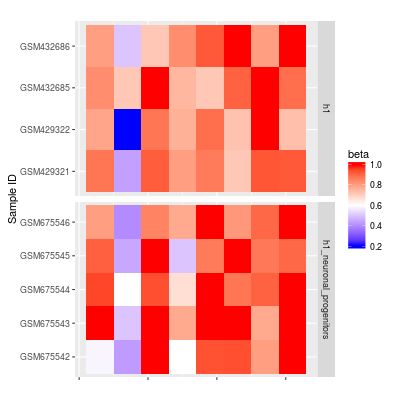 GSM432686
GSM432685
GSM429322
GSM429321
h1
GSM675546
GSM675545
GSM675544
GSM675543
GSM675542
h1_neuronal_progenitors
Sample ID
beta
1.0
0.8
0.6
0.4
0.2